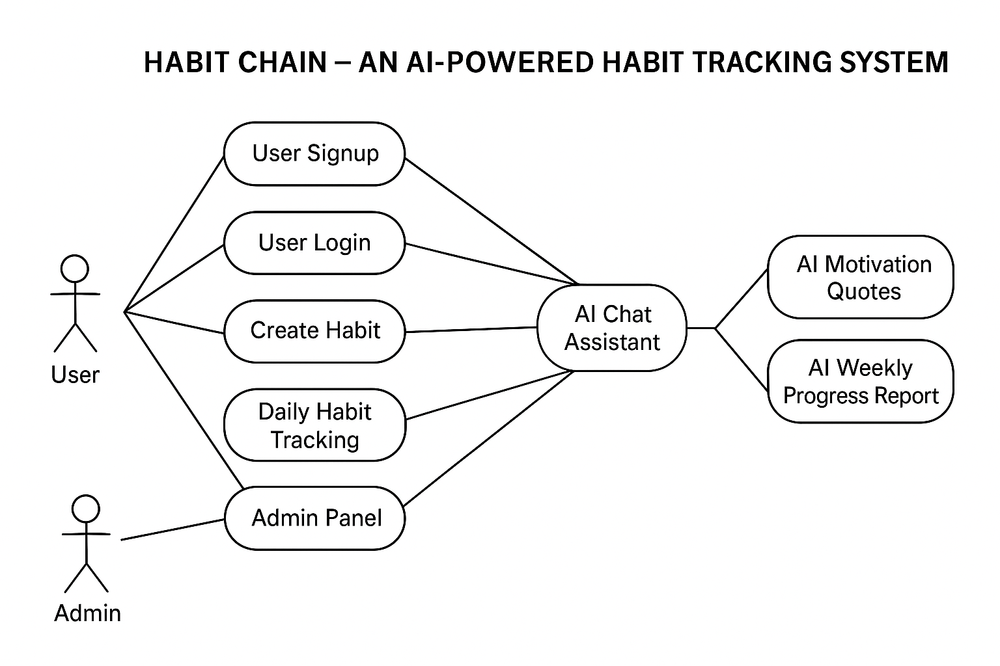 HABIT CHAIN – AN AI-POWERED HABIT TRACKING SYSTEM
User Signup
User Login
Create Habit
Daily Habit
Tracking
Admin Panel
User
Admin
AI Chat
Assistant
AI Motivation
Quotes
AI Weekly
Progress Report